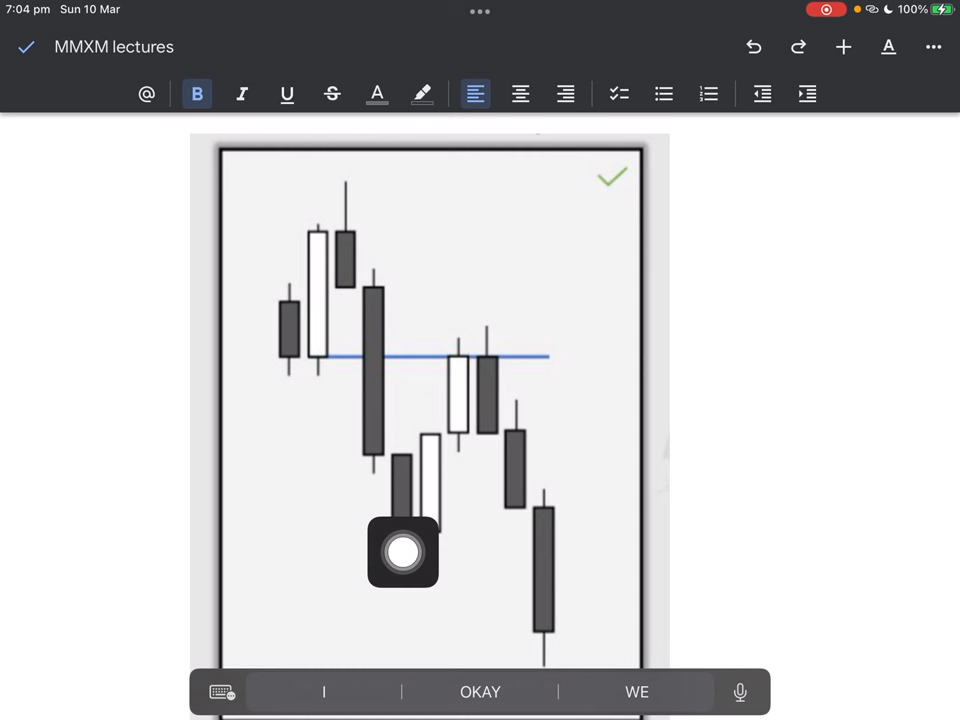 7:04 pm Sun 10 Mar
100%
MMXM lectures
@ B I U S A
I OKAY WE